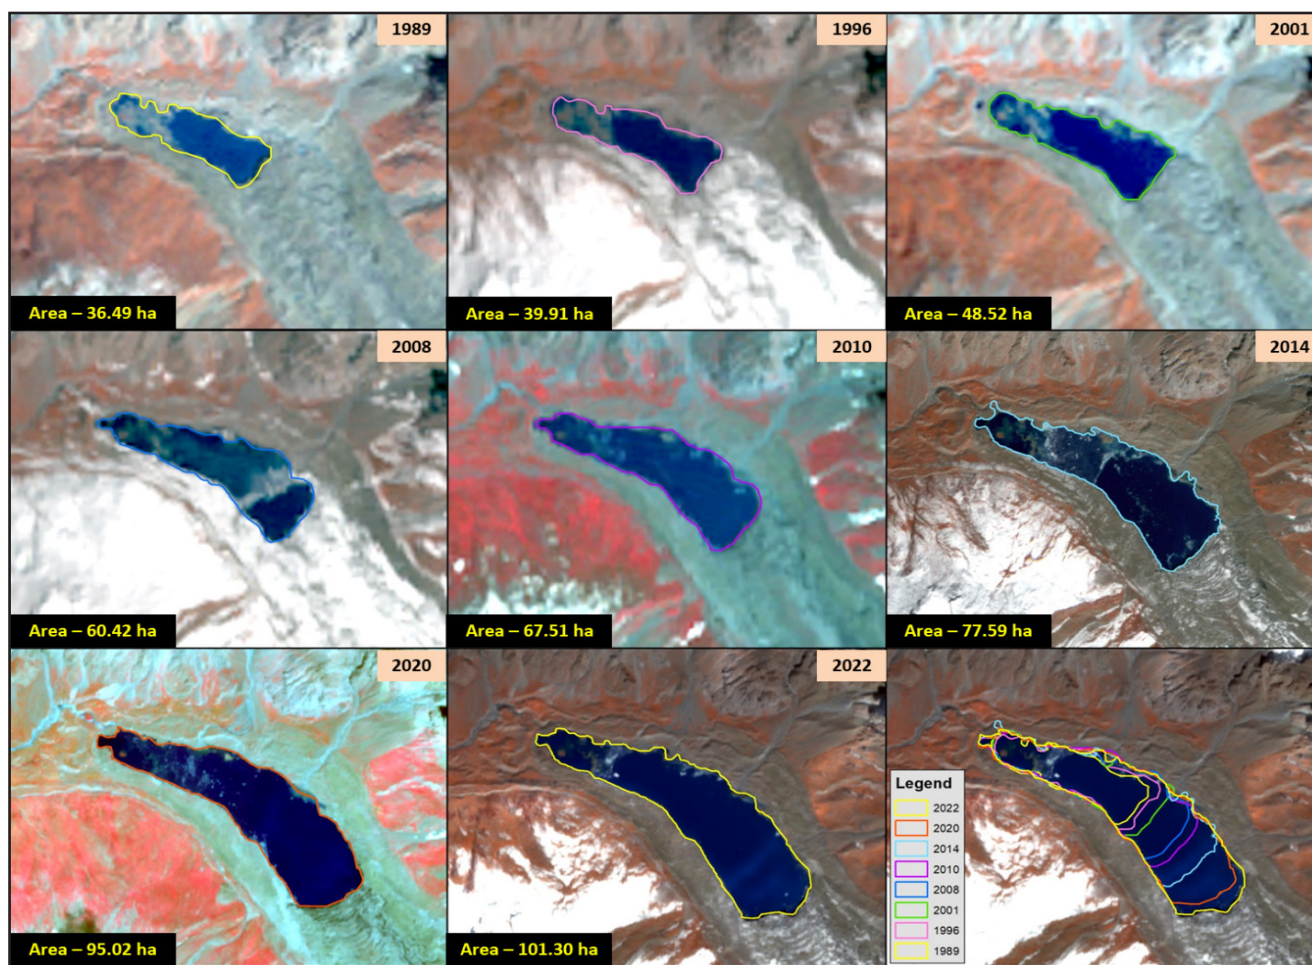 1989
Area – 36.49 ha
1996
Area – 39.91 ha
2001
Area – 48.52 ha
2008
Area – 60.42 ha
2010
Area – 67.51 ha
2014
Area – 77.59 ha
2020
Area – 95.02 ha
2022
Area – 101.30 ha
Legend
2022
2020
2014
2010
2008
2001
1996
1989